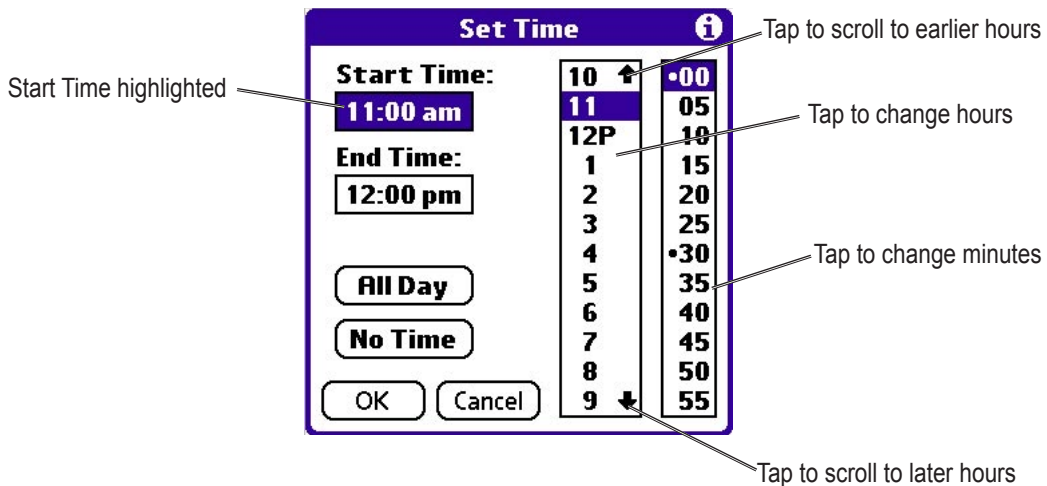 Set Time
i
Tap to scroll to earlier hours
Start Time:
Start Time highlighted
11:00 am
End Time:
12:00 pm
All Day
No Time
OK
Cancel
10
11
12P
1
2
3
4
5
6
7
8
9
•00
05
10
15
20
25
•30
35
40
45
50
55
Tap to change hours
Tap to change minutes
Tap to scroll to later hours